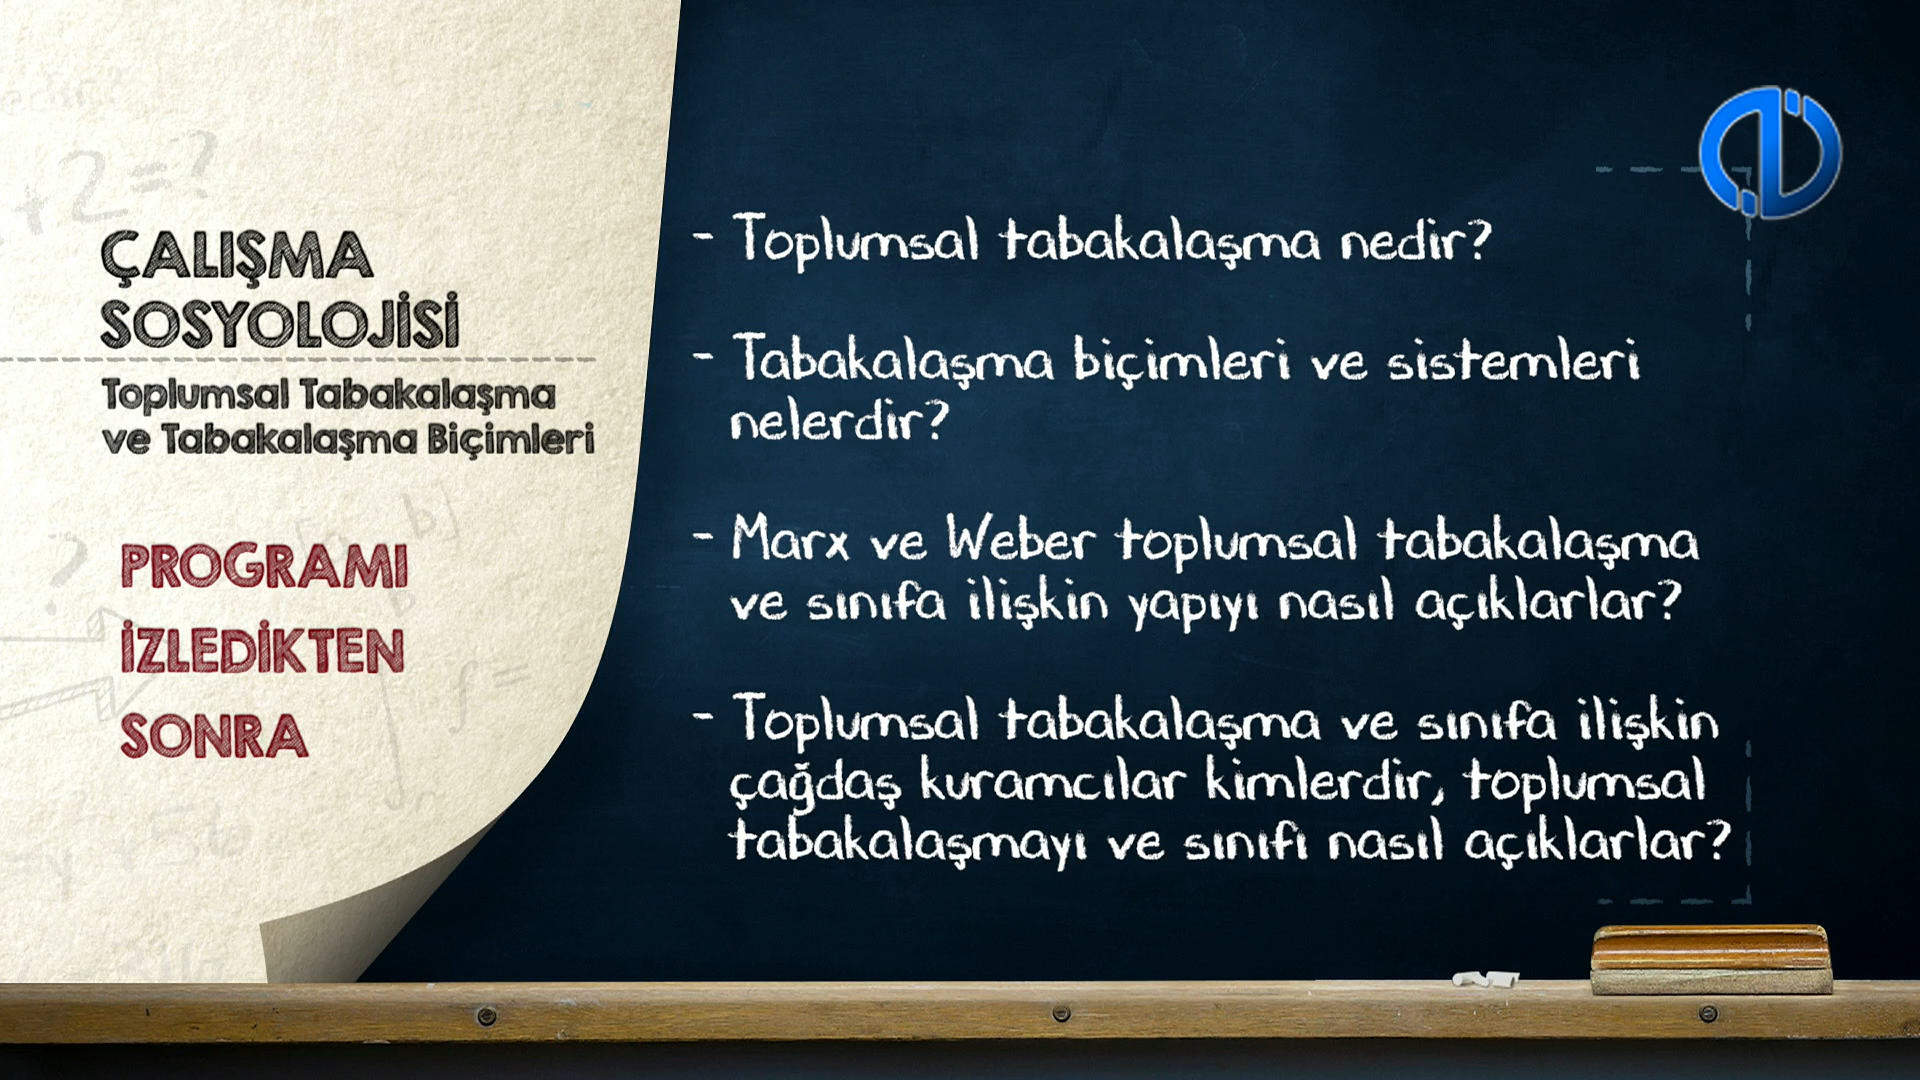 ÇALIŞMA
SOSYOLOJİSİ
Toplumsal Tabakalaşma
ve Tabakalaşma Biçimleri
PROGRAMI
İZLEDİKTEN
SONRA
- Toplumsal tabakalaşma nedir?
- Tabakalaşma biçimleri ve sistemleri
nelerdir?
- Marx ve Weber toplumsal tabakalaşma
ve sınıfa ilişkin yapıyı nasıl açıklarlar?
- Toplumsal tabakalaşma ve sınıfa ilişkin
çağdaş kuramcılar kimlerdir, toplumsal
tabakalaşmayı ve sınıfı nasıl açıklarlar?